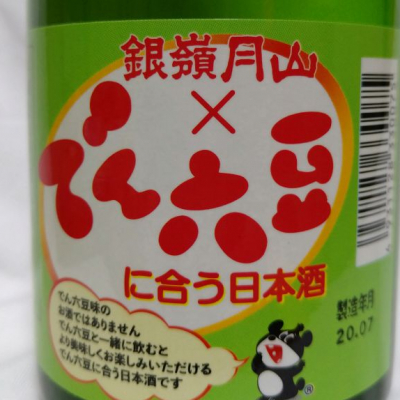 銀嶺月山
×
でん六豆
に合う日本酒
でん六豆味の
お酒ではありません
でん六豆と一緒に飲むと
より美味しくお楽しみいただける
でん六豆に合う日本酒です
製造年月
20.07
®